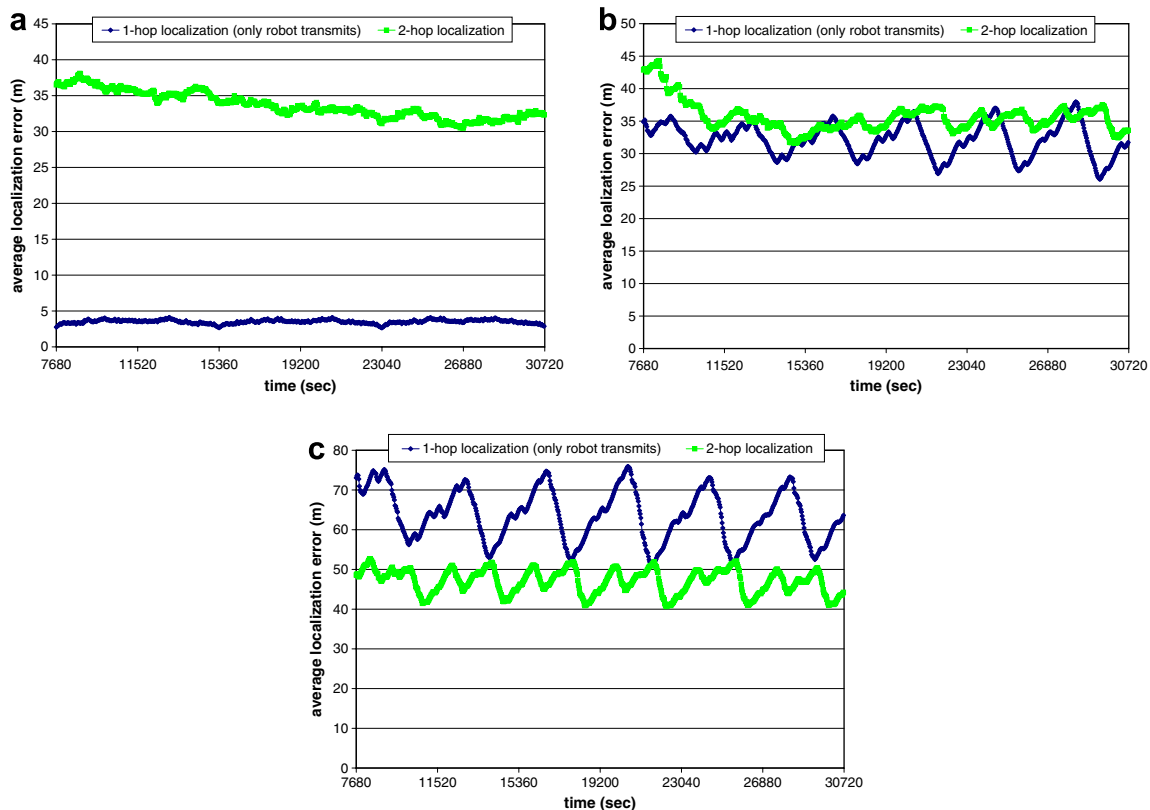 a
1-hop localization (only robot transmits) 2-hop localization
average localization error (m)
45
40
35
30
25
20
15
10
5
0
7680 11520 15360 19200 23040 26880 30720
time (sec)
b
1-hop localization (only robot transmits) 2-hop localization
average loalization error (m)
50
45
40
35
30
25
20
15
10
5
0
7680 11520 15360 19200 23040 26880 30720
time (sec)
c
1-hop localization (only robot transmits) 2-hop localization
average localization error (m)
80
70
60
50
40
30
20
10
0
7680 11520 15360 19200 23040 26880 30720
time (sec)